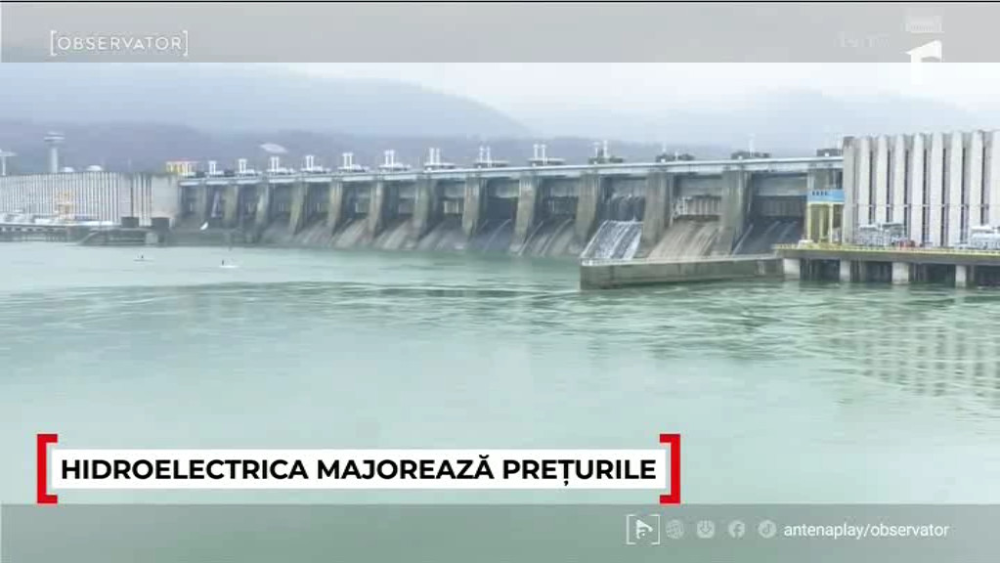 [OBSERVATOR]
HIDROELECTRICA MAJOREAZĂ PREȚURILE
antenaplay/observator